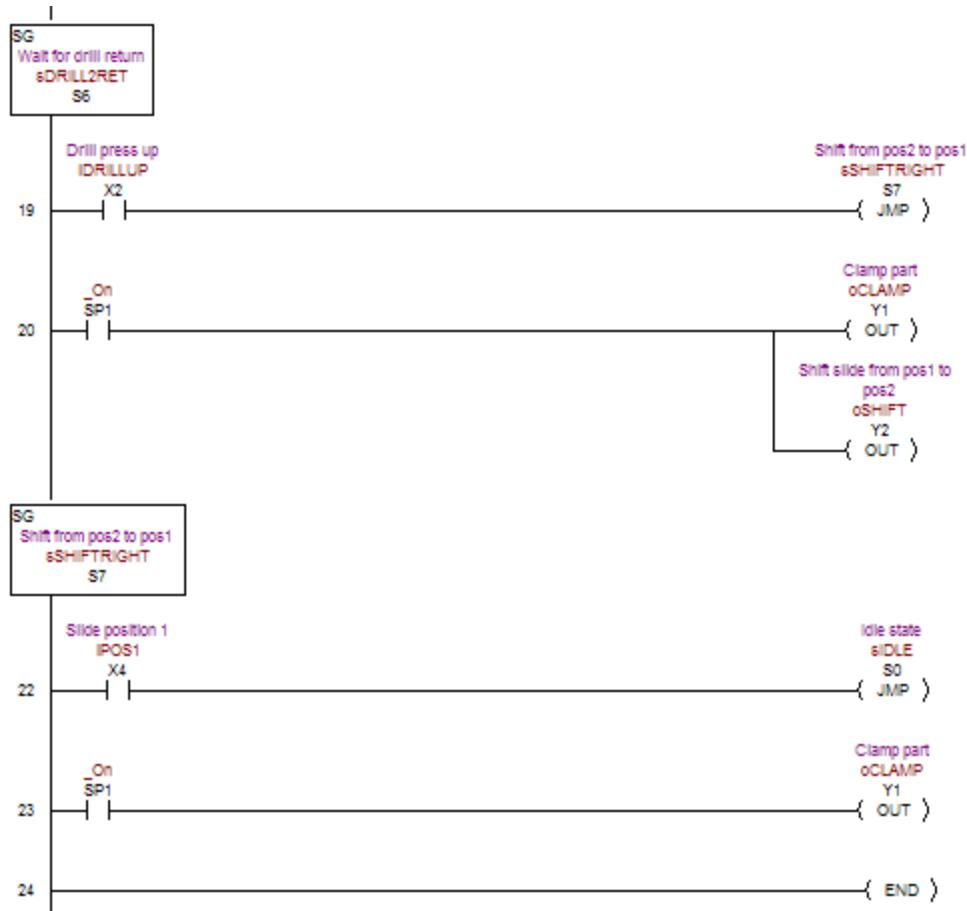 SG
Wait for drill return
sDRILL2RET
S6
Drill press up
iDRILLUP
X2
Shift from pos2 to pos1
sSHIFTRIGHT
S7
19
JMP
_On
SP1
Clamp part
oCLAMP
Y1
20
OUT
Shift slide from pos1 to
pos2
oSHIFT
Y2
OUT
SG
Shift from pos2 to pos1
sSHIFTRIGHT
S7
Slide position 1
iPOS1
X4
Idle state
sIDLE
S0
22
JMP
_On
SP1
Clamp part
oCLAMP
Y1
23
OUT
24
END